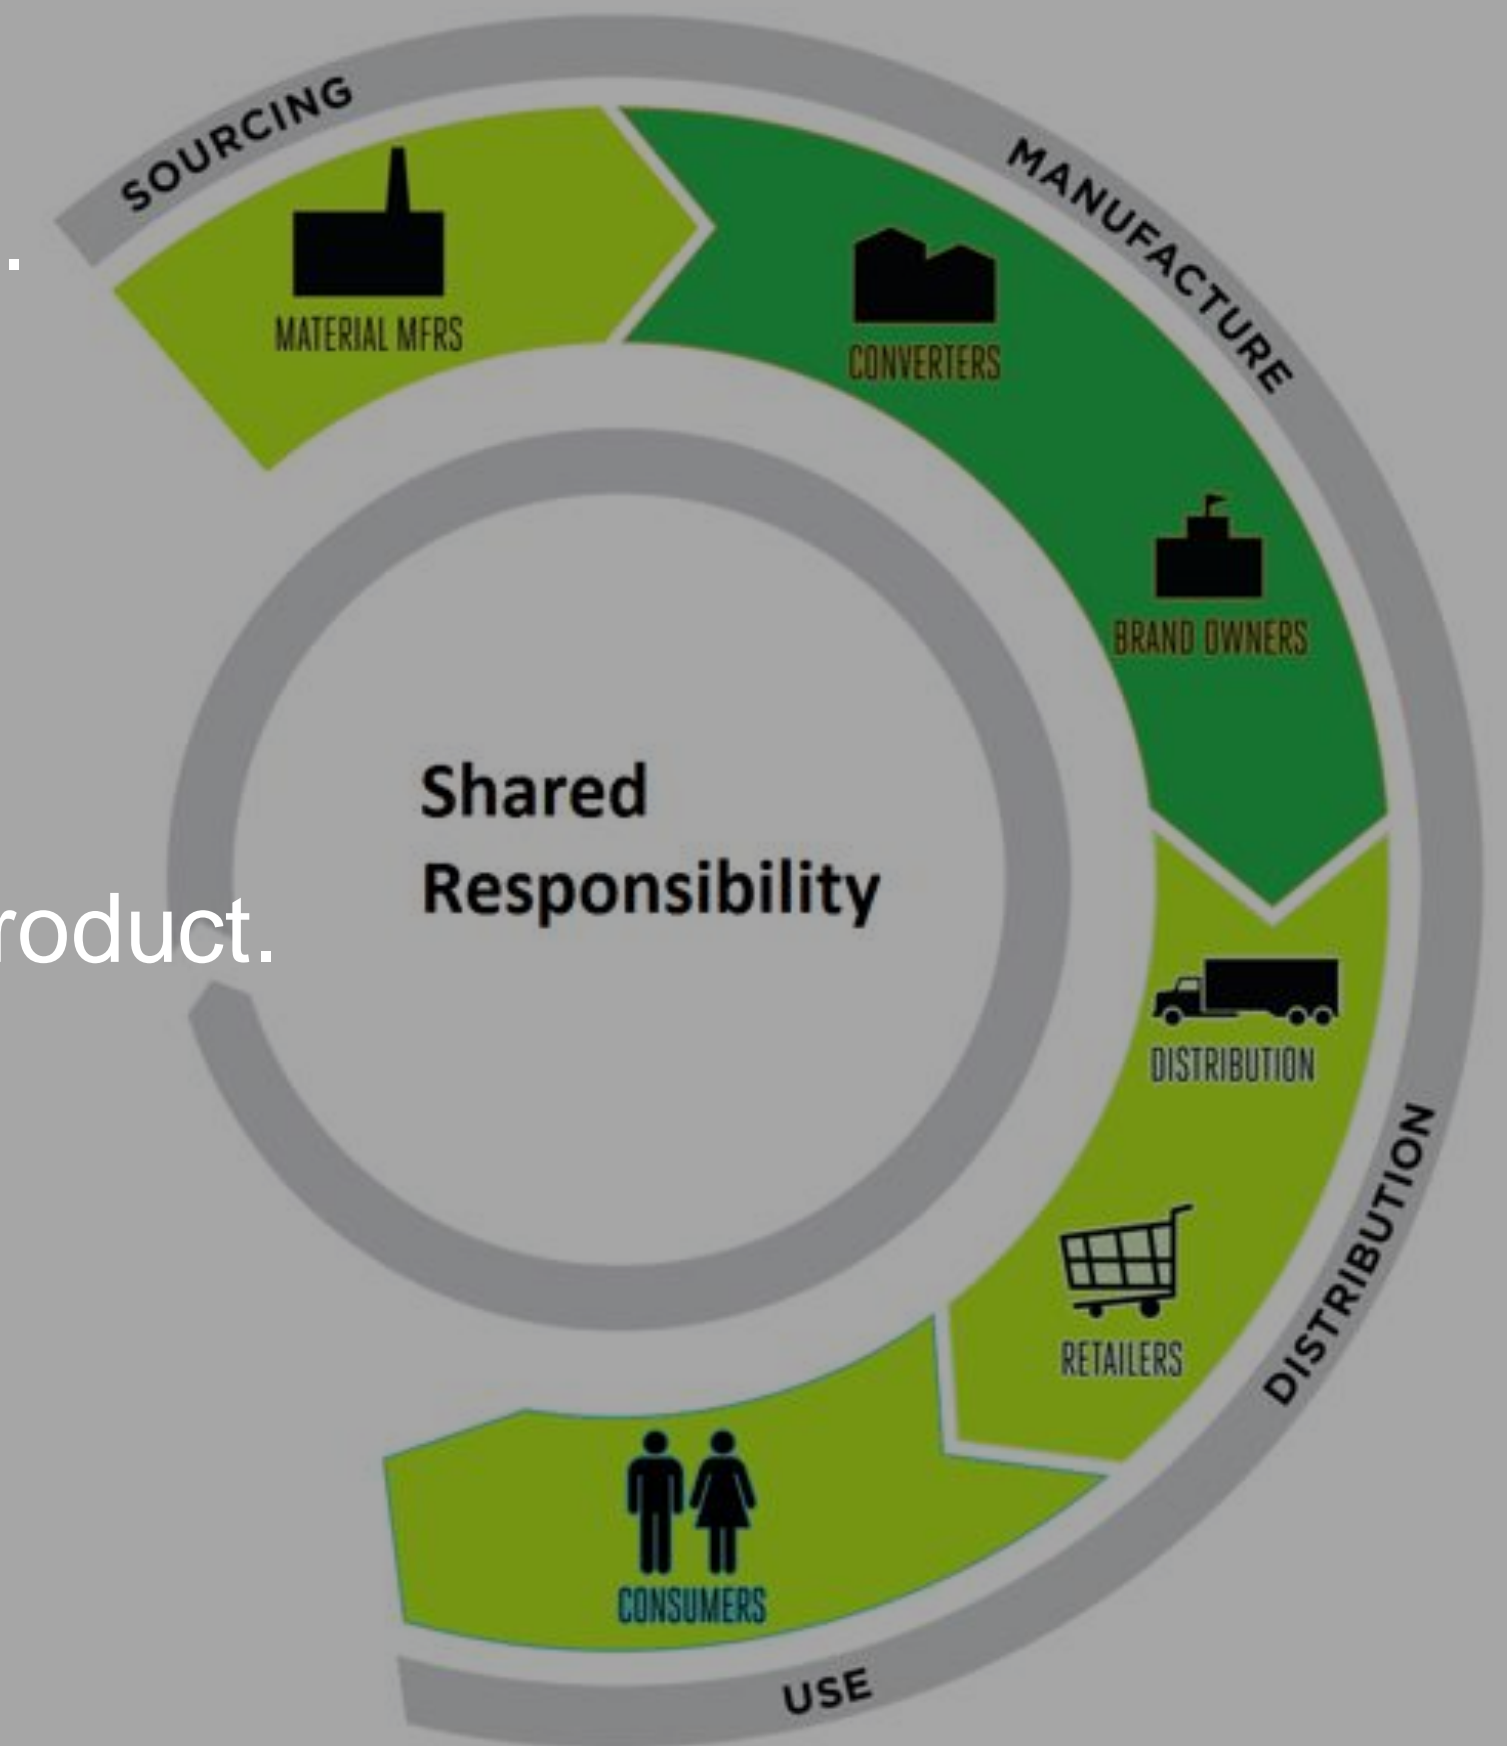 SOURCING
MANUFACTURE
.
MATERIAL MFRS
CONVERTERS
BRAND OWNERS
Shared
Responsibility
roduct.
DISTRIBUTION
DISTRIBUTION
RETAILERS
CONSUMERS
USE